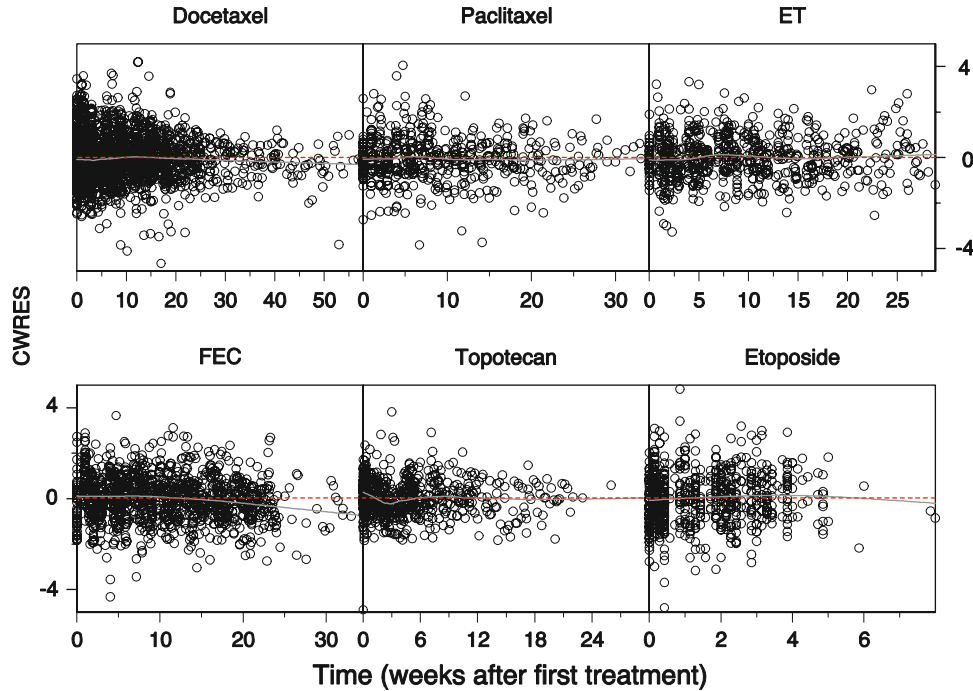 Docetaxel Paclitaxel ET
4
0
-4
0 10 20 30 40 50 0 10 20 30 0 5 10 15 20 25
CWRES
FEC Topotecan Etoposide
4
0
-4
0 10 20 30 0 6 12 18 24 0 2 4 6
Time (weeks after first treatment)